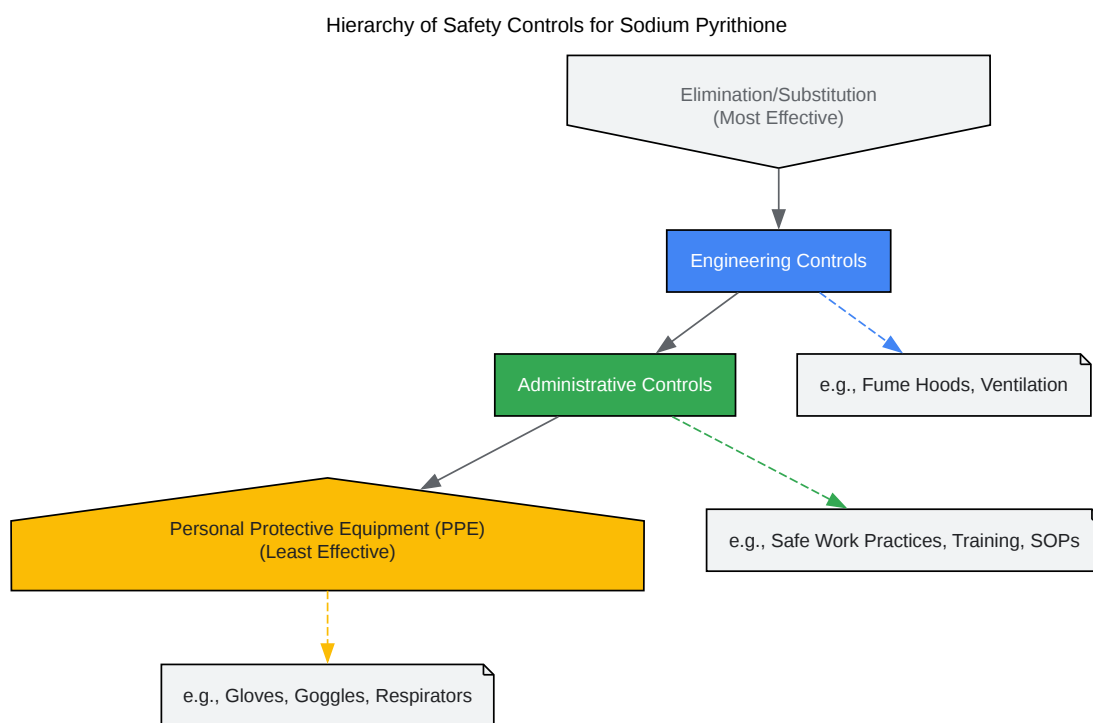 Hierarchy of Safety Controls for Sodium Pyrithione
Elimination/Substitution
(Most Effective)
Engineering Controls
Administrative Controls
e.g., Fume Hoods, Ventilation
Personal Protective Equipment (PPE)
(Least Effective)
e.g., Safe Work Practices, Training, SOPs
e.g., Gloves, Goggles, Respirators